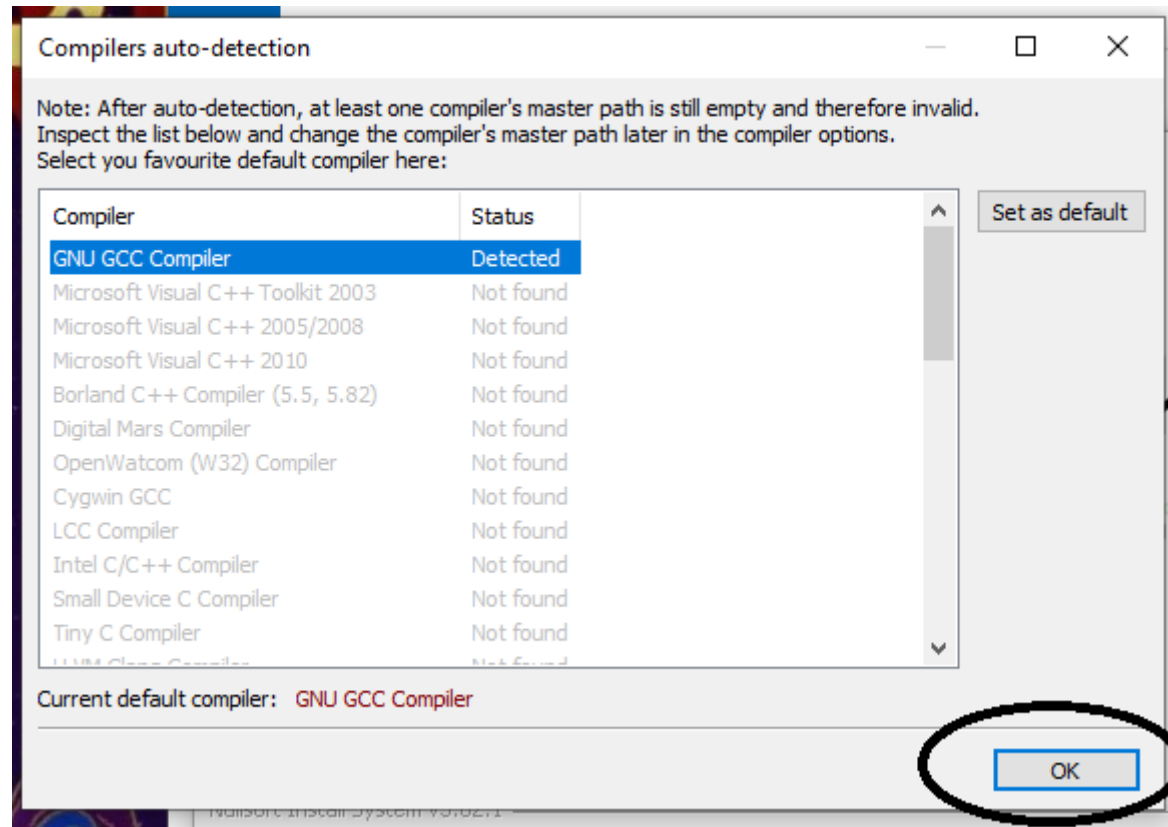 Compilers auto-detection
Note: After auto-detection, at least one compiler's master path is still empty and therefore invalid.
Inspect the list below and change the compiler's master path later in the compiler options.
Select you favourite default compiler here:
Compiler Status
Set as default
GNU GCC Compiler Detected
Microsoft Visual C++ Toolkit 2003 Not found
Microsoft Visual C++ 2005/2008 Not found
Microsoft Visual C++ 2010 Not found
Borland C++ Compiler (5.5, 5.82) Not found
Digital Mars Compiler Not found
OpenWatcom (W32) Compiler Not found
Cygwin GCC Not found
LCC Compiler Not found
Intel C/C++ Compiler Not found
Small Device C Compiler Not found
Tiny C Compiler Not found
Current default compiler: GNU GCC Compiler
OK